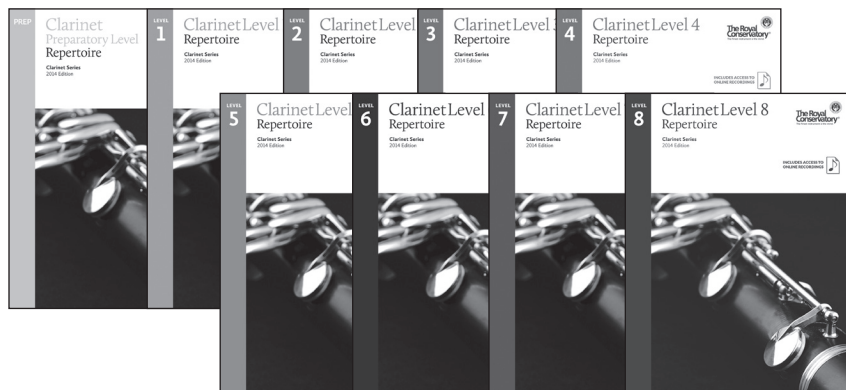 PREP
Clarinet
Preparatory Level
Repertoire
Clarinet Series
2014 Edition
LEVEL
1
Clarinet Level
Repertoire
Clarinet Series
2014 Edition
LEVEL
2
Clarinet Level
Repertoire
Clarinet Series
2014 Edition
LEVEL
3
Clarinet Level
Repertoire
Clarinet Series
2014 Edition
LEVEL
4
Clarinet Level 4
Repertoire
Clarinet Series
2014 Edition
The Royal
Conservatory™
INCLUDES ACCESS TO
ONLINE RECORDINGS
LEVEL
5
Clarinet Level
Repertoire
Clarinet Series
2014 Edition
LEVEL
6
Clarinet Level
Repertoire
Clarinet Series
2014 Edition
LEVEL
7
Clarinet Level
Repertoire
Clarinet Series
2014 Edition
LEVEL
8
Clarinet Level 8
Repertoire
Clarinet Series
2014 Edition
The Royal
Conservatory™
INCLUDES ACCESS TO
ONLINE RECORDINGS